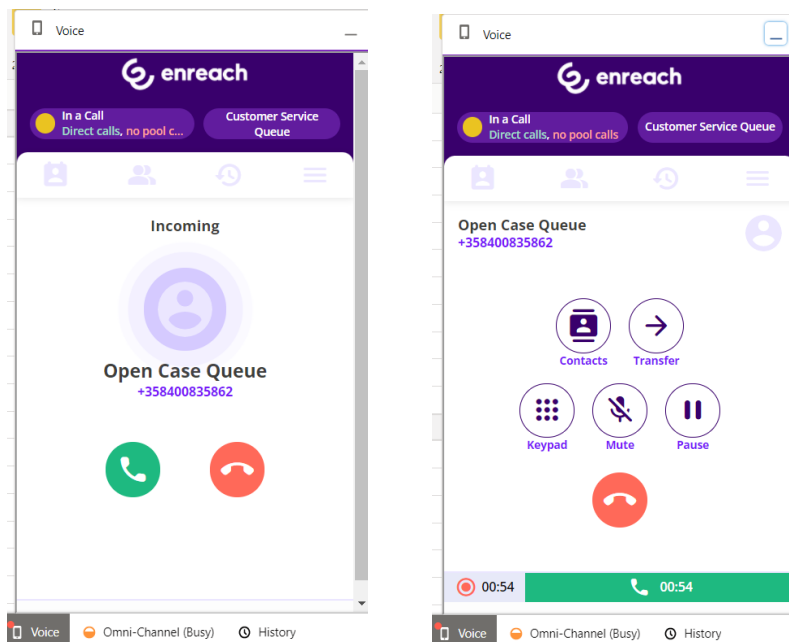 Voice
enreach
In a Call
Direct calls, no pool c...
Customer Service
Queue
Incoming
Open Case Queue
+358400835862
Voice
Omni-Channel (Busy)
History
Voice
enreach
In a Call
Direct calls, no pool calls
Customer Service Queue
Open Case Queue
+358400835862
Contacts
Transfer
Keypad
Mute
Pause
00:54
00:54
Voice
Omni-Channel (Busy)
History